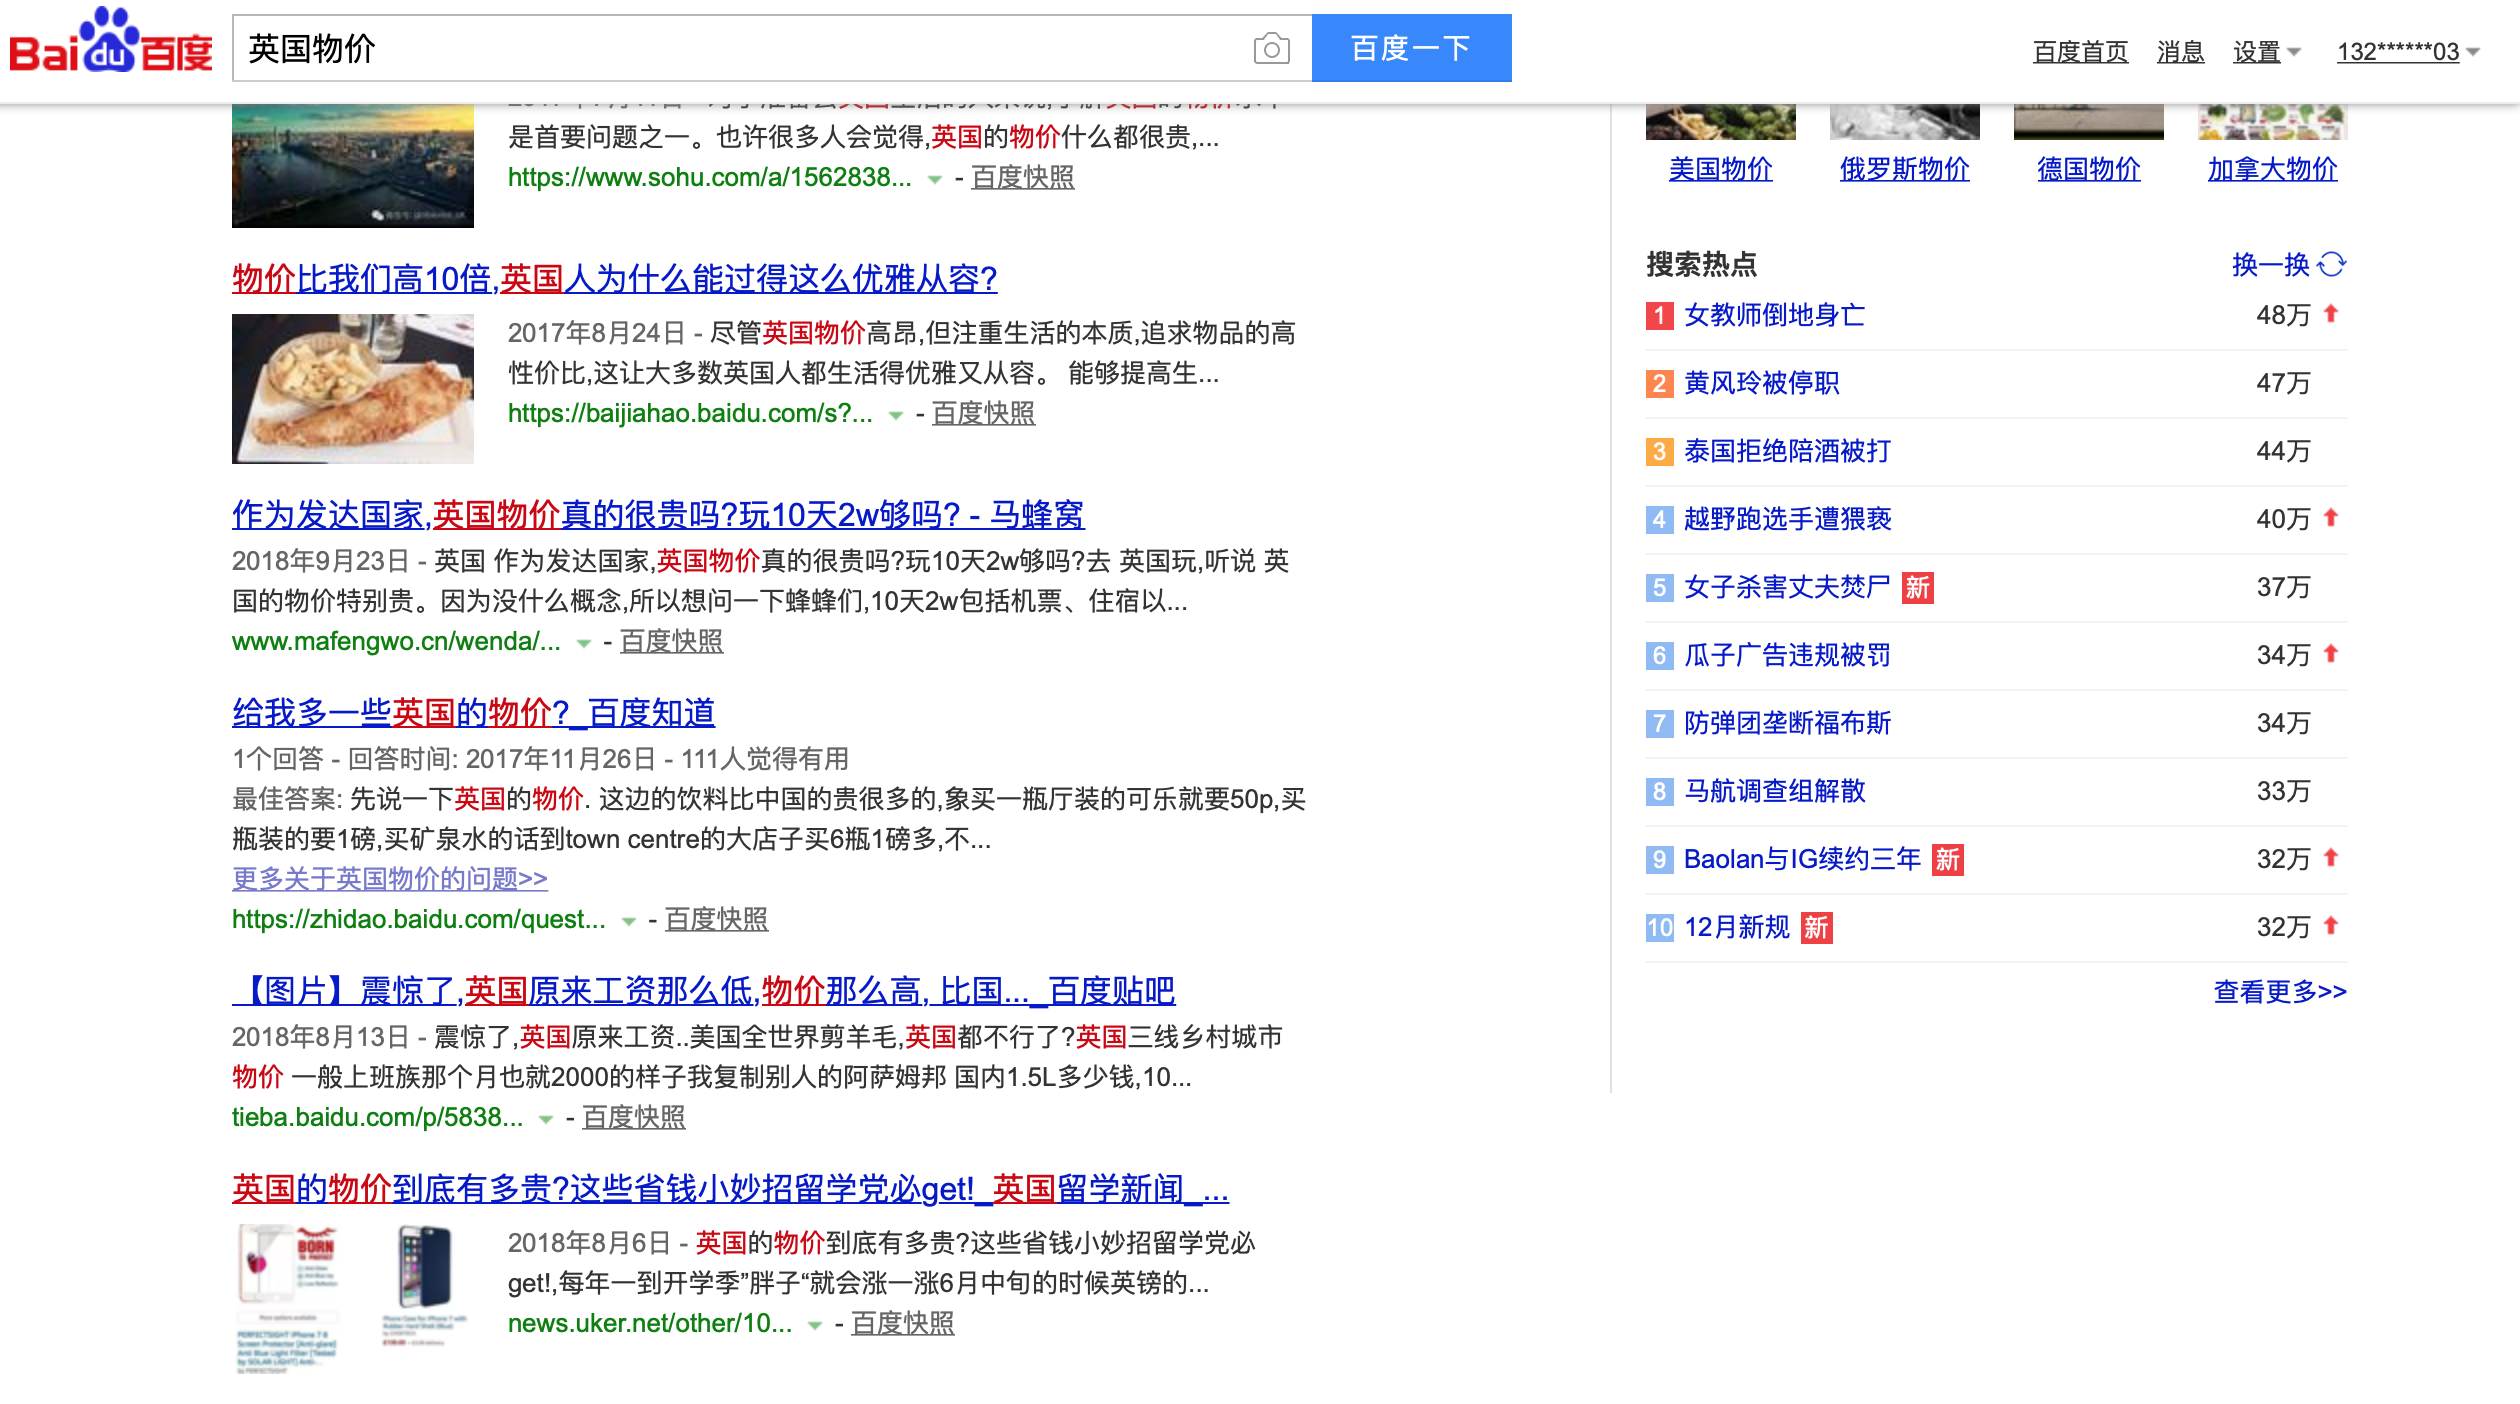 Bai du 百度
英国物价
百度一下
百度首页 消息 设置 132******03
是首要问题之一。也许很多人会觉得,英国的物价什么都很贵,...
https://www.sohu.com/a/1562838... - 百度快照
物价比我们高10倍,英国人为什么能过得这么优雅从容?
2017年8月24日 - 尽管英国物价高昂,但注重生活的本质,追求物品的高
性价比,这让大多数英国人都生活得优雅又从容。 能够提高生...
https://baijiahao.baidu.com/s?... - 百度快照
作为发达国家,英国物价真的很贵吗?玩10天2w够吗? - 马蜂窝
2018年9月23日 - 英国 作为发达国家,英国物价真的很贵吗?玩10天2w够吗?去 英国玩,听说 英
国的物价特别贵。因为没什么概念,所以想问一下蜂蜂们,10天2w包括机票、住宿以...
www.mafengwo.cn/wenda/... - 百度快照
给我多一些英国的物价?_百度知道
1个回答 - 回答时间: 2017年11月26日 - 111人觉得有用
最佳答案: 先说一下英国的物价. 这边的饮料比中国的贵很多的,象买一瓶厅装的可乐就要50p,买
瓶装的要1磅,买矿泉水的话到town centre的大店子买6瓶1磅多,不...
更多关于英国物价的问题>>
https://zhidao.baidu.com/quest... - 百度快照
【图片】震惊了,英国原来工资那么低,物价那么高, 比国..._百度贴吧
2018年8月13日 - 震惊了,英国原来工资..美国全世界剪羊毛,英国都不行了?英国三线乡村城市
物价 一般上班族那个月也就2000的样子我复制别人的阿萨姆邦 国内1.5L多少钱,10...
tieba.baidu.com/p/5838... - 百度快照
英国的物价到底有多贵?这些省钱小妙招留学党必get!_英国留学新闻_...
BORN
2018年8月6日 - 英国的物价到底有多贵?这些省钱小妙招留学党必
get!,每年一到开学季”胖子“就会涨一涨6月中旬的时候英镑的...
news.uker.net/other/10... - 百度快照
美国物价 俄罗斯物价 德国物价 加拿大物价
搜索热点 换一换
1 女教师倒地身亡 48万
2 黄风玲被停职 47万
3 泰国拒绝陪酒被打 44万
4 越野跑选手遭猥亵 40万
5 女子杀害丈夫焚尸 新 37万
6 瓜子广告违规被罚 34万
7 防弹团垄断福布斯 34万
8 马航调查组解散 33万
9 Baolan与IG续约三年 新 32万
10 12月新规 新 32万
查看更多>>